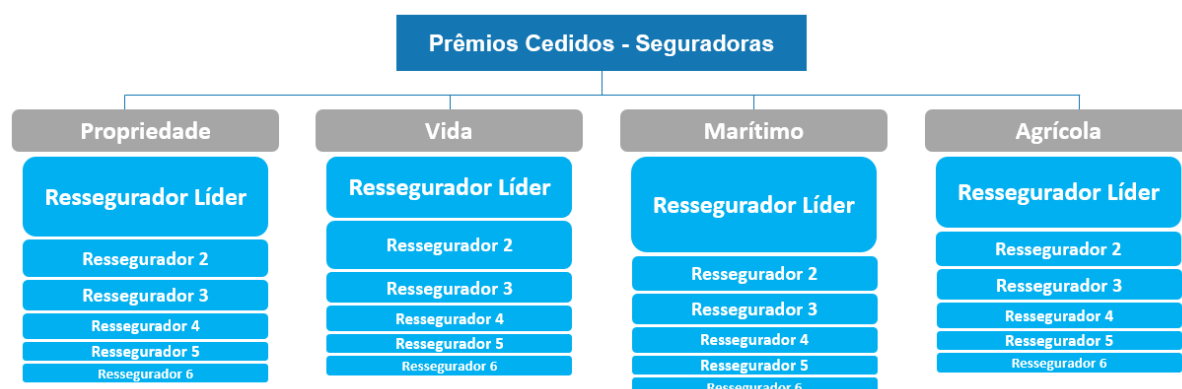 Prêmios Cedidos - Seguradoras
Propriedade
Ressegurador Líder
Ressegurador 2
Ressegurador 3
Ressegurador 4
Ressegurador 5
Ressegurador 6
Vida
Ressegurador Líder
Ressegurador 2
Ressegurador 3
Ressegurador 4
Ressegurador 5
Ressegurador 6
Marítimo
Ressegurador Líder
Ressegurador 2
Ressegurador 3
Ressegurador 4
Ressegurador 5
Ressegurador 6
Agrícola
Ressegurador Líder
Ressegurador 2
Ressegurador 3
Ressegurador 4
Ressegurador 5
Ressegurador 6